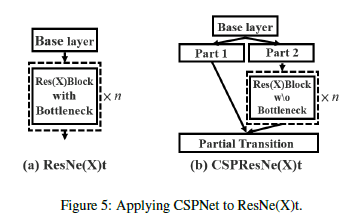 Base layer
Res(X)Block
with
Bottleneck
× n
(a) ResNe(X)t
Base layer
Part 1
Part 2
Res(X)Block
w\o
Bottleneck
× n
Partial Transition
(b) CSPResNe(X)t
Figure 5: Applying CSPNet to ResNe(X)t.